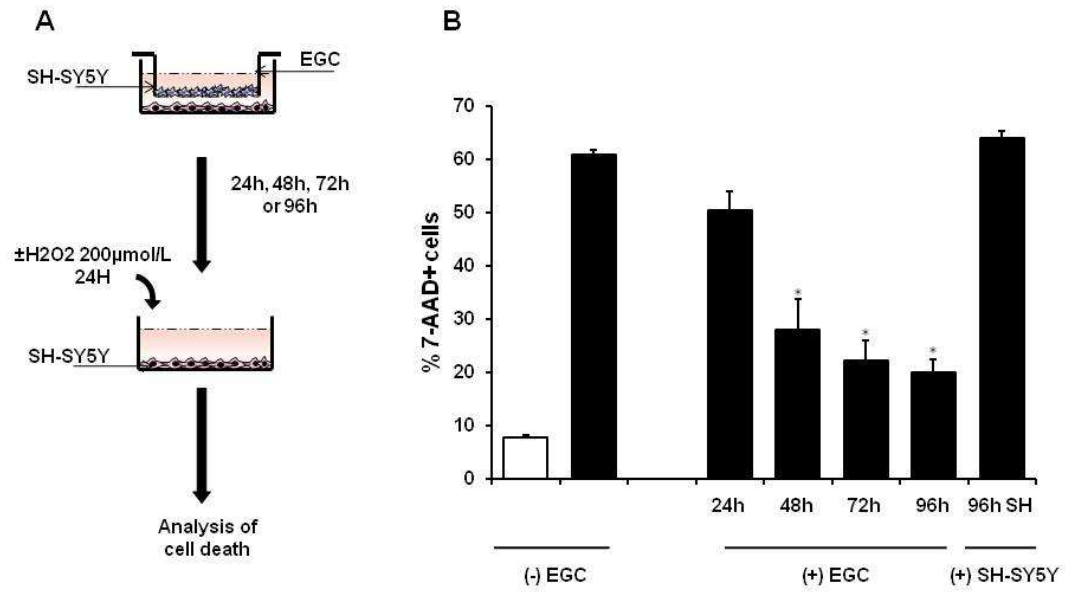 A
EGC
SH-SY5Y
24h, 48h, 72h
or 96h
±H2O2 200µmol/L
24H
SH-SY5Y
Analysis of
cell death
B
% 7-AAD+ cells
70
60
50
40
30
20
10
0
*
*
*
24h 48h 72h 96h 96h SH
(-) EGC (+) EGC (+) SH-SY5Y